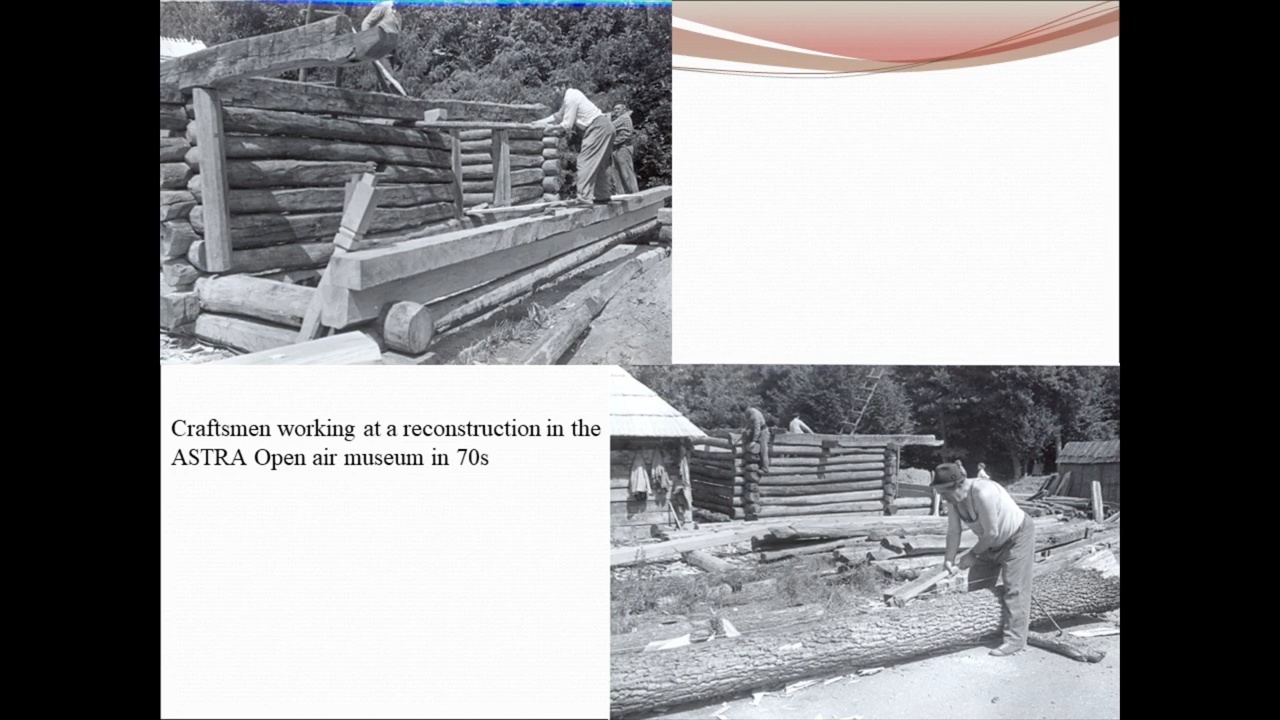 Craftsmen working at a reconstruction in the
ASTRA Open air museum in 70s